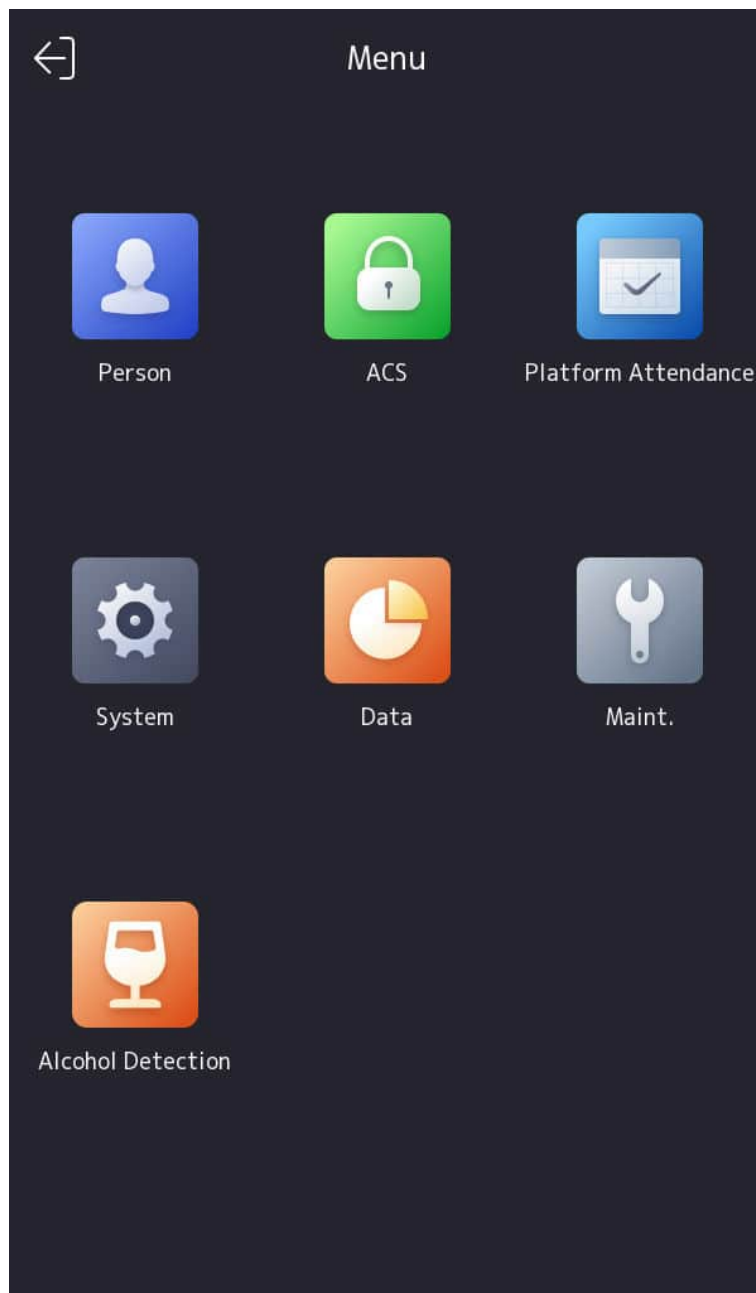 Menu
Person
ACS
Platform Attendance
System
Data
Maint.
Alcohol Detection